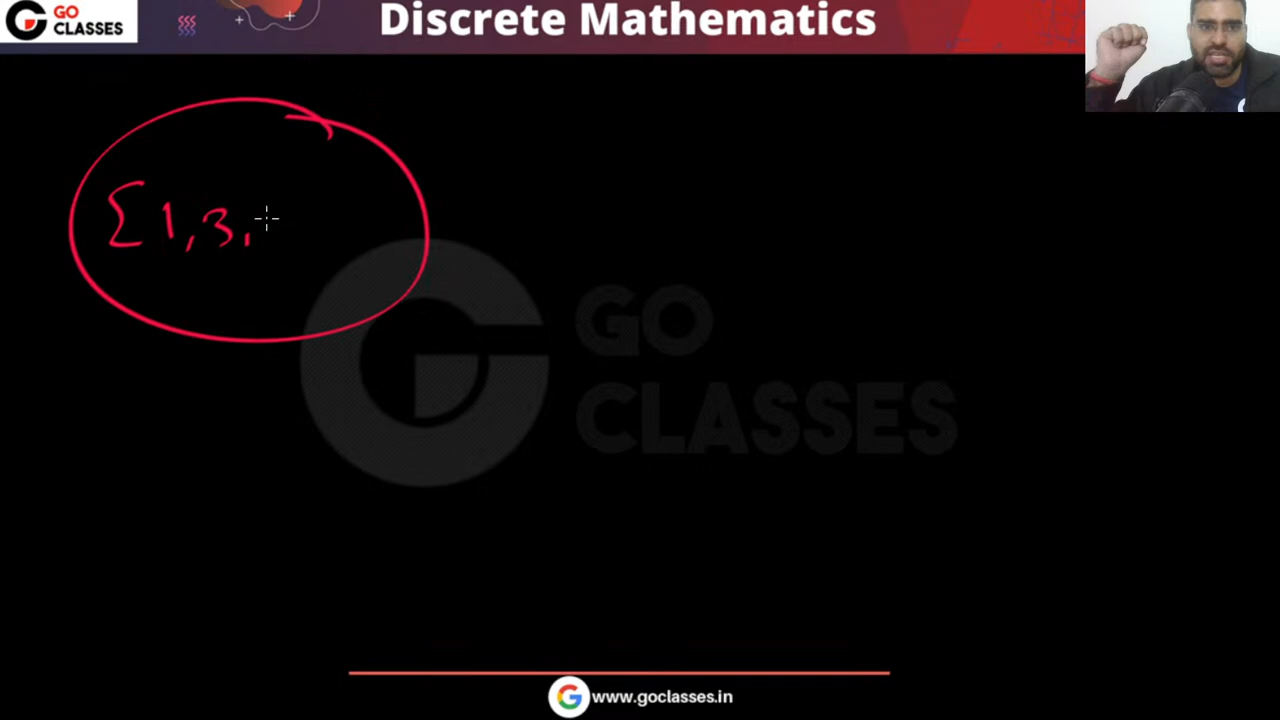 GO
CLASSES
Discrete Mathematics
{1,3,
GO
CLASSES
www.goclasses.in